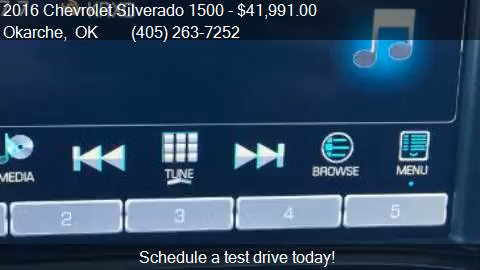 2016 Chevrolet Silverado 1500 - $41,991.00
Okarche, OK (405) 263-7252
MEDIA TUNE BROWSE MENU
2 3 4 5
Schedule a test drive today!